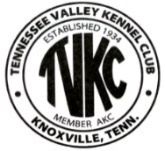 TENNESSEE VALLEY KENNEL CLUB
ESTABLISHED 1934
TVKC
MEMBER AKC
• KNOXVILLE, TENN. •